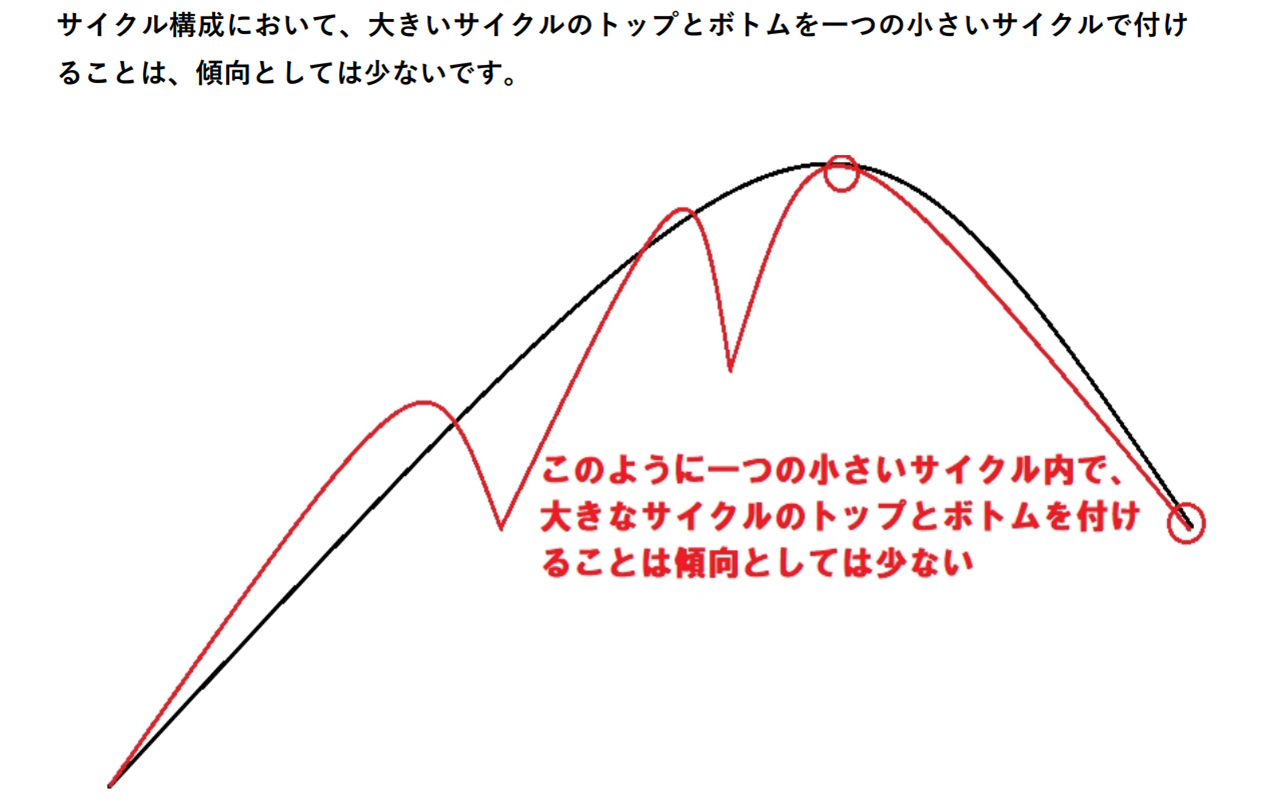 サイクル構成において、大きいサイクルのトップとボトムを一つの小さいサイクルで付け
ることは、傾向としては少ないです。
このように一つの小さいサイクル内で、
大きなサイクルのトップとボトムを付け
ることは傾向としては少ない